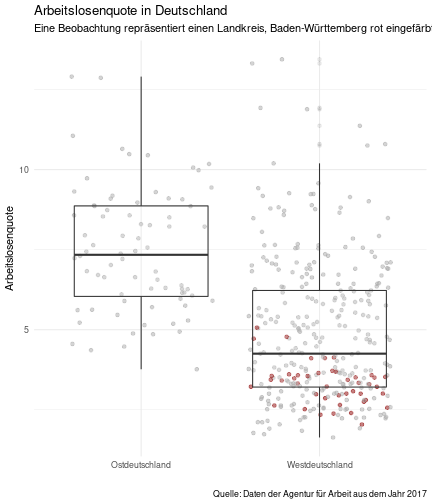 Arbeitslosenquote in Deutschland
Eine Beobachtung repräsentiert einen Landkreis, Baden-Württemberg rot eingefärbt
Arbeitslosenquote
10
5
Ostdeutschland
Westdeutschland
Quelle: Daten der Agentur für Arbeit aus dem Jahr 2017